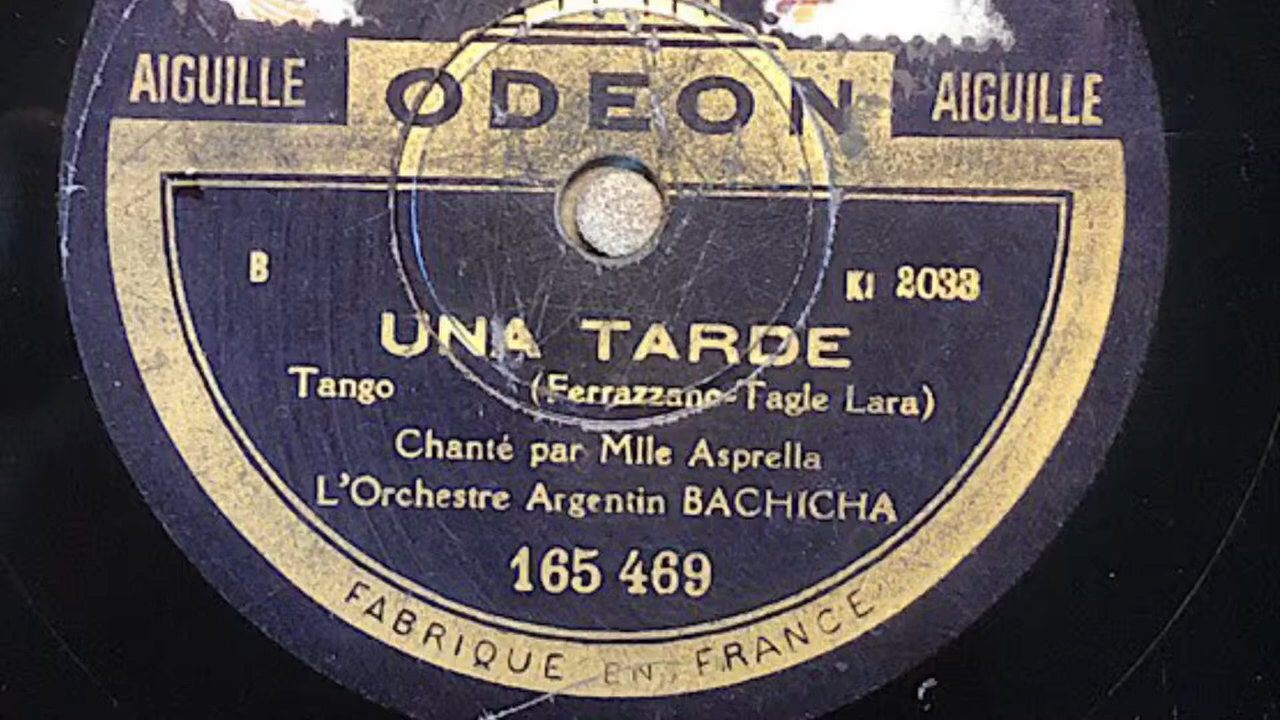 AIGUILLE ODEON AIGUILLE
B KI 2033
UNA TARDE
Tango (Ferrazzano-Tagle Lara)
Chanté par Mlle Asprella
L'Orchestre Argentin BACHICHA
165 469
FABRIQUE EN FRANCE